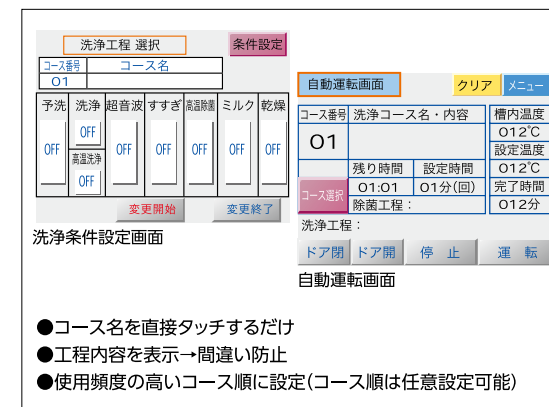 洗浄工程 選択
条件設定
コース番号 コース名
01
予洗 洗浄 超音波 すすぎ 高温除菌 ミルク 乾燥
OFF OFF OFF OFF OFF OFF OFF
高温洗浄
OFF
変更開始 変更終了
洗浄条件設定画面
自動運転画面 クリア メニュー
コース番号 洗浄コース名・内容 槽内温度
01 012℃
設定温度
残り時間 設定時間 012℃
コース選択 01:01 01分(回) 完了時間
除菌工程: 012分
洗浄工程:
ドア閉 ドア開 停 止 運 転
自動運転画面
●コース名を直接タッチするだけ
●工程内容を表示→間違い防止
●使用頻度の高いコース順に設定(コース順は任意設定可能)